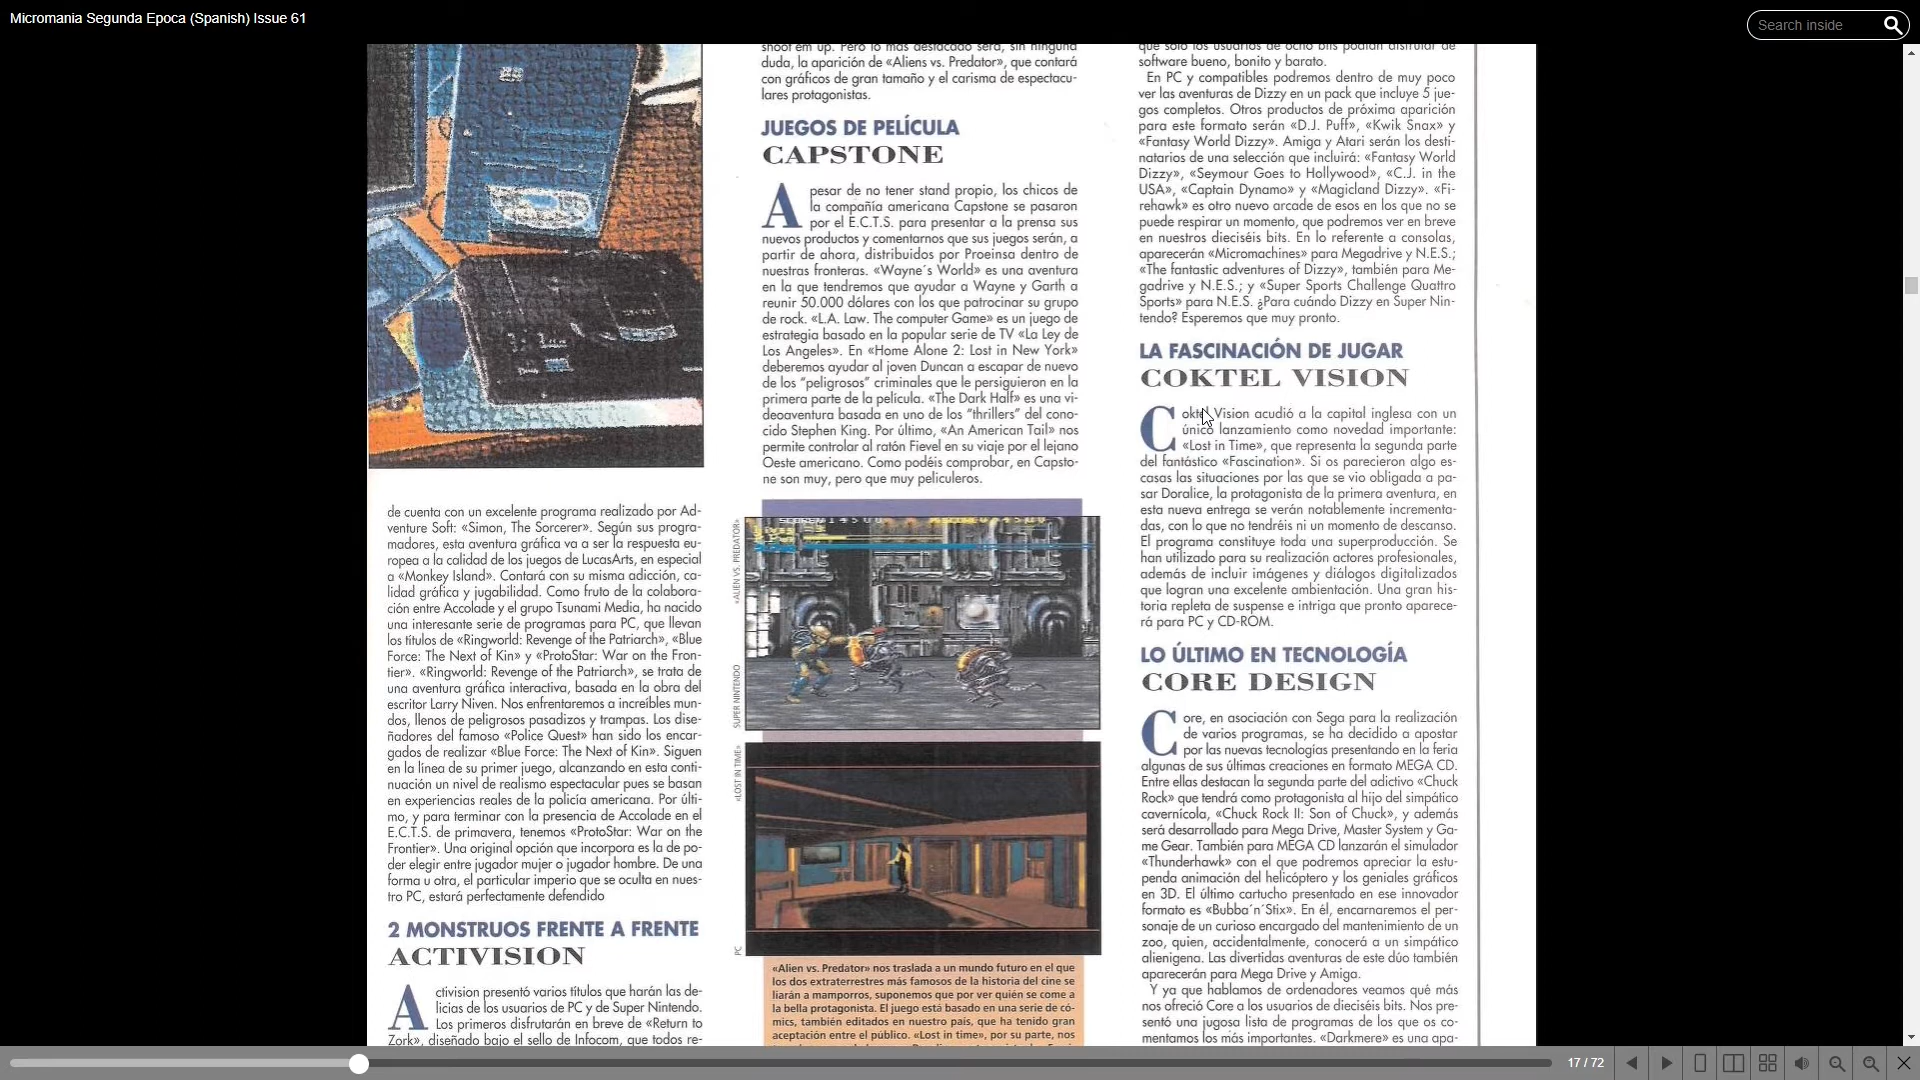 Micromania Segunda Epoca (Spanish) Issue 61
Search inside
de cuenta con un excelente programa realizado por Ad-
venture Soft: «Simon, The Sorcerer». Según sus progra-
madores, esta aventura gráfica va a ser la respuesta eu-
ropea a la calidad de los juegos de LucasArts, en especial
a «Monkey Island». Contará con su misma adicción, ca-
lidad gráfica y jugabilidad. Como fruto de la colabora-
ción entre Accolade y el grupo Tsunami Media, ha nacido
una interesante serie de programas para PC, que llevan
los títulos de «Ringworld: Revenge of the Patriarch», «Blue
Force: The Next of Kin» y «ProtoStar: War on the Fron-
tier». «Ringworld: Revenge of the Patriarch», se trata de
una aventura gráfica interactiva, basada en la obra del
escritor Larry Niven. Nos enfrentaremos a increíbles mun-
dos, llenos de peligrosos pasadizos y trampas. Los dise-
ñadores del famoso «Police Quest» han sido los encar-
gados de realizar «Blue Force: The Next of Kin». Siguen
en la línea de su primer juego, alcanzando en esta conti-
nuación un nivel de realismo espectacular pues se basan
en experiencias reales de la policía americana. Por últi-
mo, y para terminar con la presencia de Accolade en el
E.C.T.S. de primavera, tenemos «ProtoStar: War on the
Frontier». Una original opción que incorpora es la de po-
der elegir entre jugador mujer o jugador hombre. De una
forma u otra, el particular imperio que se oculta en nues-
tro PC, estará perfectamente defendido
2 MONSTRUOS FRENTE A FRENTE
ACTIVISION
Activision presentó varios títulos que harán las de-
licias de los usuarios de PC y de Super Nintendo.
Los primeros disfrutarán en breve de «Return to
Zork», diseñado bajo el sello de Infocom, que todos re-
shoot em up. Pero lo más destacado será, sin ninguna
duda, la aparición de «Aliens vs. Predator», que contará
con gráficos de gran tamaño y el carisma de espectacu-
lares protagonistas.
JUEGOS DE PELÍCULA
CAPSTONE
A pesar de no tener stand propio, los chicos de
la compañía americana Capstone se pasaron
por el E.C.T.S. para presentar a la prensa sus
nuevos productos y comentarnos que sus juegos serán, a
partir de ahora, distribuidos por Proeinsa dentro de
nuestras fronteras. «Wayne´s World» es una aventura
en la que tendremos que ayudar a Wayne y Garth a
reunir 50.000 dólares con los que patrocinar su grupo
de rock. «L.A. Law. The computer Game» es un juego de
estrategia basado en la popular serie de TV «La Ley de
Los Angeles». En «Home Alone 2: Lost in New York»
deberemos ayudar al joven Duncan a escapar de nuevo
de los "peligrosos" criminales que le persiguieron en la
primera parte de la película. «The Dark Half» es una vi-
deoaventura basada en uno de los "thrillers" del cono-
cido Stephen King. Por último, «An American Tail» nos
permite controlar al ratón Fievel en su viaje por el lejano
Oeste americano. Como podéis comprobar, en Capsto-
ne son muy, pero que muy peliculeros.
«ALIEN VS. PREDATOR»
SUPER NINTENDO
«LOST IN TIME»
PC
«Alien vs. Predator» nos traslada a un mundo futuro en el que
los dos extraterrestres más famosos de la historia del cine se
liarán a mamporros, suponemos que por ver quién se come a
la bella protagonista. El juego está basado en una serie de có-
mics, también editados en nuestro país, que ha tenido gran
aceptación entre el público. «Lost in time», por su parte, nos
que sólo los usuarios de ocho bits podían disfrutar de
software bueno, bonito y barato.
En PC y compatibles podremos dentro de muy poco
ver las aventuras de Dizzy en un pack que incluye 5 jue-
gos completos. Otros productos de próxima aparición
para este formato serán «D.J. Puff», «Kwik Snax» y
«Fantasy World Dizzy». Amiga y Atari serán los desti-
natarios de una selección que incluirá: «Fantasy World
Dizzy», «Seymour Goes to Hollywood», «C.J. in the
USA», «Captain Dynamo» y «Magicland Dizzy». «Fi-
rehawk» es otro nuevo arcade de esos en los que no se
puede respirar un momento, que podremos ver en breve
en nuestros dieciséis bits. En lo referente a consolas,
aparecerán «Micromachines» para Megadrive y N.E.S.;
«The fantastic adventures of Dizzy», también para Me-
gadrive y N.E.S.; y «Super Sports Challenge Quattro
Sports» para N.E.S. ¿Para cuándo Dizzy en Super Nin-
tendo? Esperemos que muy pronto.
LA FASCINACIÓN DE JUGAR
COKTEL VISION
Coktel Vision acudió a la capital inglesa con un
único lanzamiento como novedad importante:
«Lost in Time», que representa la segunda parte
del fantástico «Fascination». Si os parecieron algo es-
casas las situaciones por las que se vio obligada a pa-
sar Doralice, la protagonista de la primera aventura, en
esta nueva entrega se verán notablemente incrementa-
das, con lo que no tendréis ni un momento de descanso.
El programa constituye toda una superproducción. Se
han utilizado para su realización actores profesionales,
además de incluir imágenes y diálogos digitalizados
que logran una excelente ambientación. Una gran his-
toria repleta de suspense e intriga que pronto aparece-
rá para PC y CD-ROM.
LO ÚLTIMO EN TECNOLOGÍA
CORE DESIGN
Core, en asociación con Sega para la realización
de varios programas, se ha decidido a apostar
por las nuevas tecnologías presentando en la feria
algunas de sus últimas creaciones en formato MEGA CD.
Entre ellas destacan la segunda parte del adictivo «Chuck
Rock» que tendrá como protagonista al hijo del simpático
cavernícola, «Chuck Rock II: Son of Chuck», y además
será desarrollado para Mega Drive, Master System y Ga-
me Gear. También para MEGA CD lanzarán el simulador
«Thunderhawk» con el que podremos apreciar la estu-
penda animación del helicóptero y los geniales gráficos
en 3D. El último cartucho presentado en ese innovador
formato es «Bubba´n´Stix». En él, encarnaremos el per-
sonaje de un curioso encargado del mantenimiento de un
zoo, quien, accidentalmente, conocerá a un simpático
alienigena. Las divertidas aventuras de este dúo también
aparecerán para Mega Drive y Amiga.
Y ya que hablamos de ordenadores veamos qué más
nos ofreció Core a los usuarios de dieciséis bits. Nos pre-
sentó una jugosa lista de programas de los que os co-
mentamos los más importantes. «Darkmere» es una apa-
17 / 72